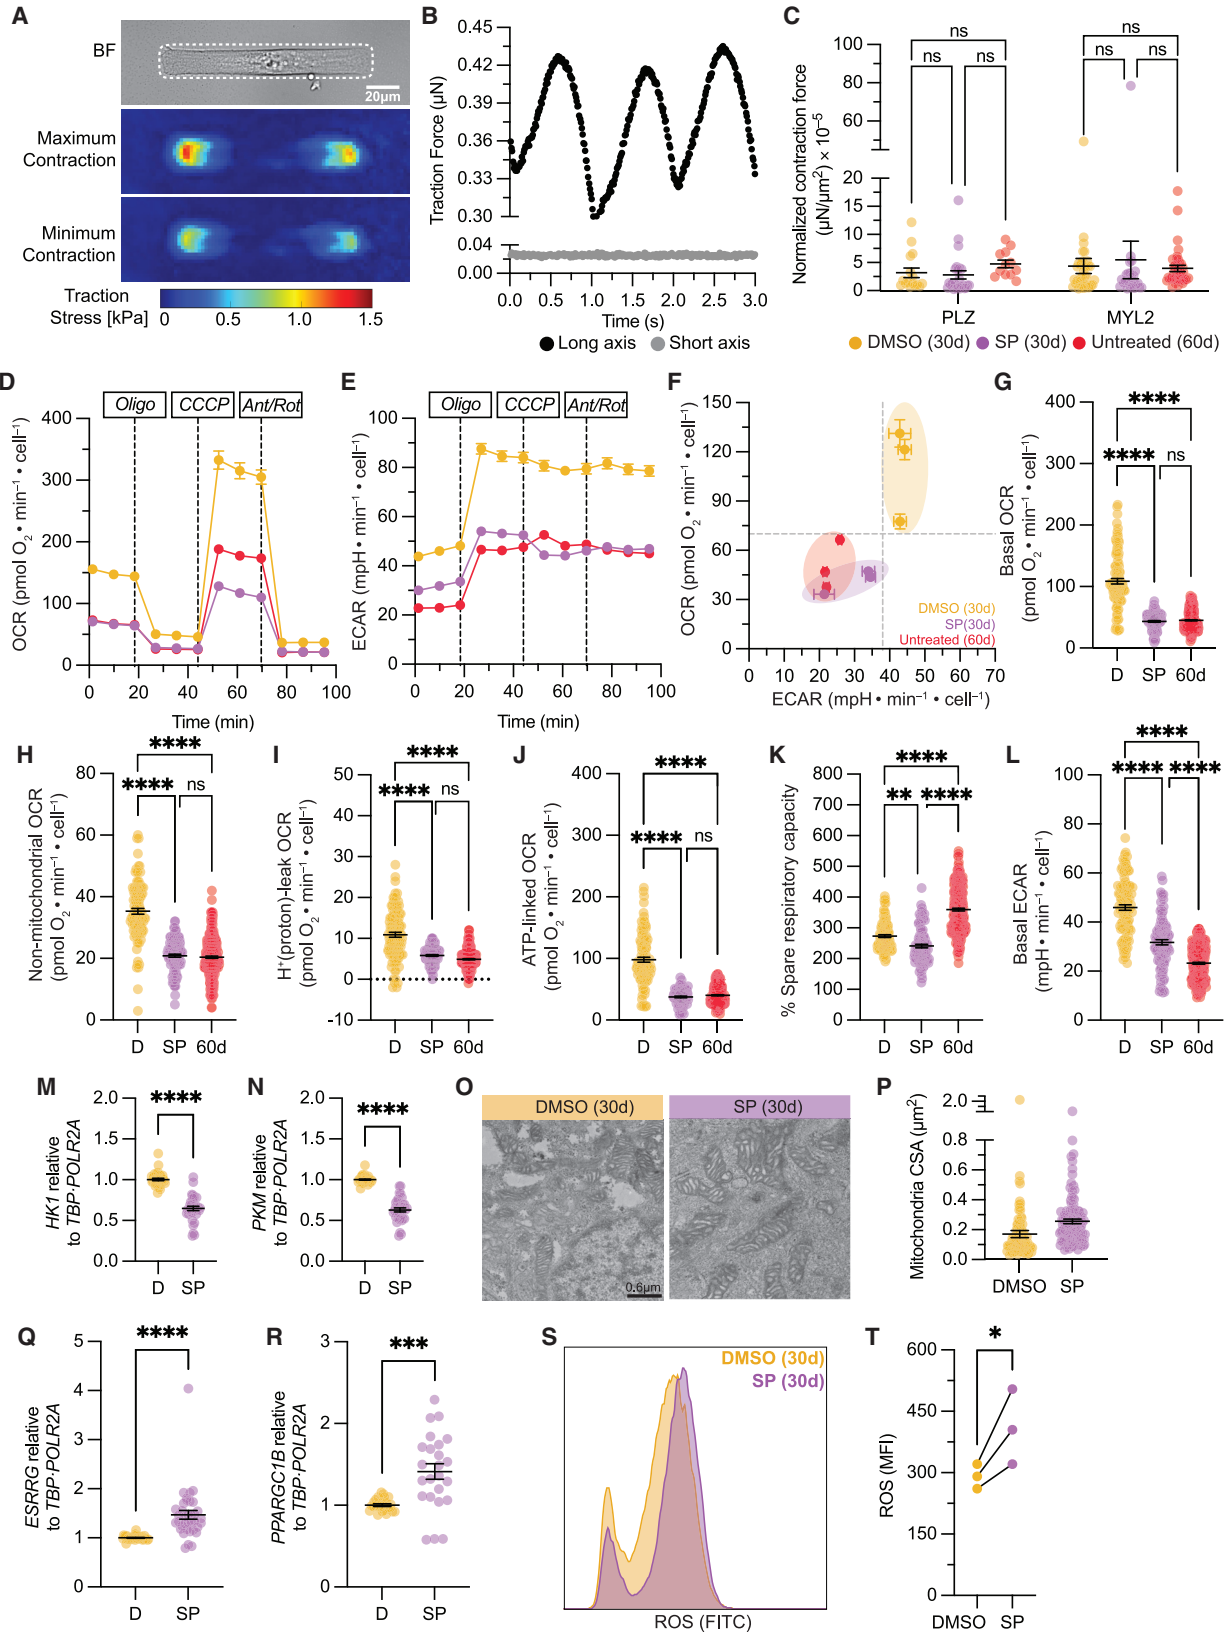 A
BF
20µm
Maximum
Contraction
Minimum
Contraction
Traction
Stress [kPa]
0 0.5 1.0 1.5
B
Traction Force (µN)
0.45
0.42
0.39
0.36
0.33
0.30
0.04
0.00
0.0 0.5 1.0 1.5 2.0 2.5 3.0
Time (s)
Long axis Short axis
C
Normalized contraction force
(µN/µm²) × 10⁻⁵
100
80
60
20
15
10
5
0
ns
ns ns
ns
ns ns
PLZ MYL2
DMSO (30d) SP (30d) Untreated (60d)
D
Oligo CCCP Ant/Rot
OCR (pmol O₂ • min⁻¹ • cell⁻¹)
400
300
200
100
0
0 20 40 60 80 100
Time (min)
E
Oligo CCCP Ant/Rot
ECAR (mpH • min⁻¹ • cell⁻¹)
100
80
60
40
20
0
0 20 40 60 80 100
Time (min)
F
OCR (pmol O₂ • min⁻¹ • cell⁻¹)
150
120
90
60
30
0
DMSO (30d)
SP(30d)
Untreated (60d)
0 10 20 30 40 50 60 70
ECAR (mpH • min⁻¹ • cell⁻¹)
G
Basal OCR
(pmol O₂ • min⁻¹ • cell⁻¹)
400
300
200
100
0
****
**** ns
D SP 60d
H
Non-mitochondrial OCR
(pmol O₂ • min⁻¹ • cell⁻¹)
80
60
40
20
0
****
**** ns
D SP 60d
I
H⁺(proton)-leak OCR
(pmol O₂ • min⁻¹ • cell⁻¹)
50
40
30
20
10
0
-10
****
**** ns
D SP 60d
J
ATP-linked OCR
(pmol O₂ • min⁻¹ • cell⁻¹)
400
300
200
100
0
****
**** ns
D SP 60d
K
% Spare respiratory capacity
800
700
600
500
400
300
200
100
0
****
** ****
D SP 60d
L
Basal ECAR
(mpH • min⁻¹ • cell⁻¹)
100
80
60
40
20
0
****
**** ****
D SP 60d
M
HK1 relative
to TBP·POLR2A
2.0
1.5
1.0
0.5
0.0
****
D SP
N
PKM relative
to TBP·POLR2A
2.0
1.5
1.0
0.5
0.0
****
D SP
O
DMSO (30d) SP (30d)
0.6µm
P
Mitochondria CSA (µm²)
2.0
0.8
0.6
0.4
0.2
0.0
DMSO SP
Q
ESRRG relative
to TBP·POLR2A
5
4
3
2
1
0
****
D SP
R
PPARGC1B relative
to TBP·POLR2A
3
2
1
0
***
D SP
S
DMSO (30d)
SP (30d)
ROS (FITC)
T
ROS (MFI)
600
450
300
150
0
*
DMSO SP